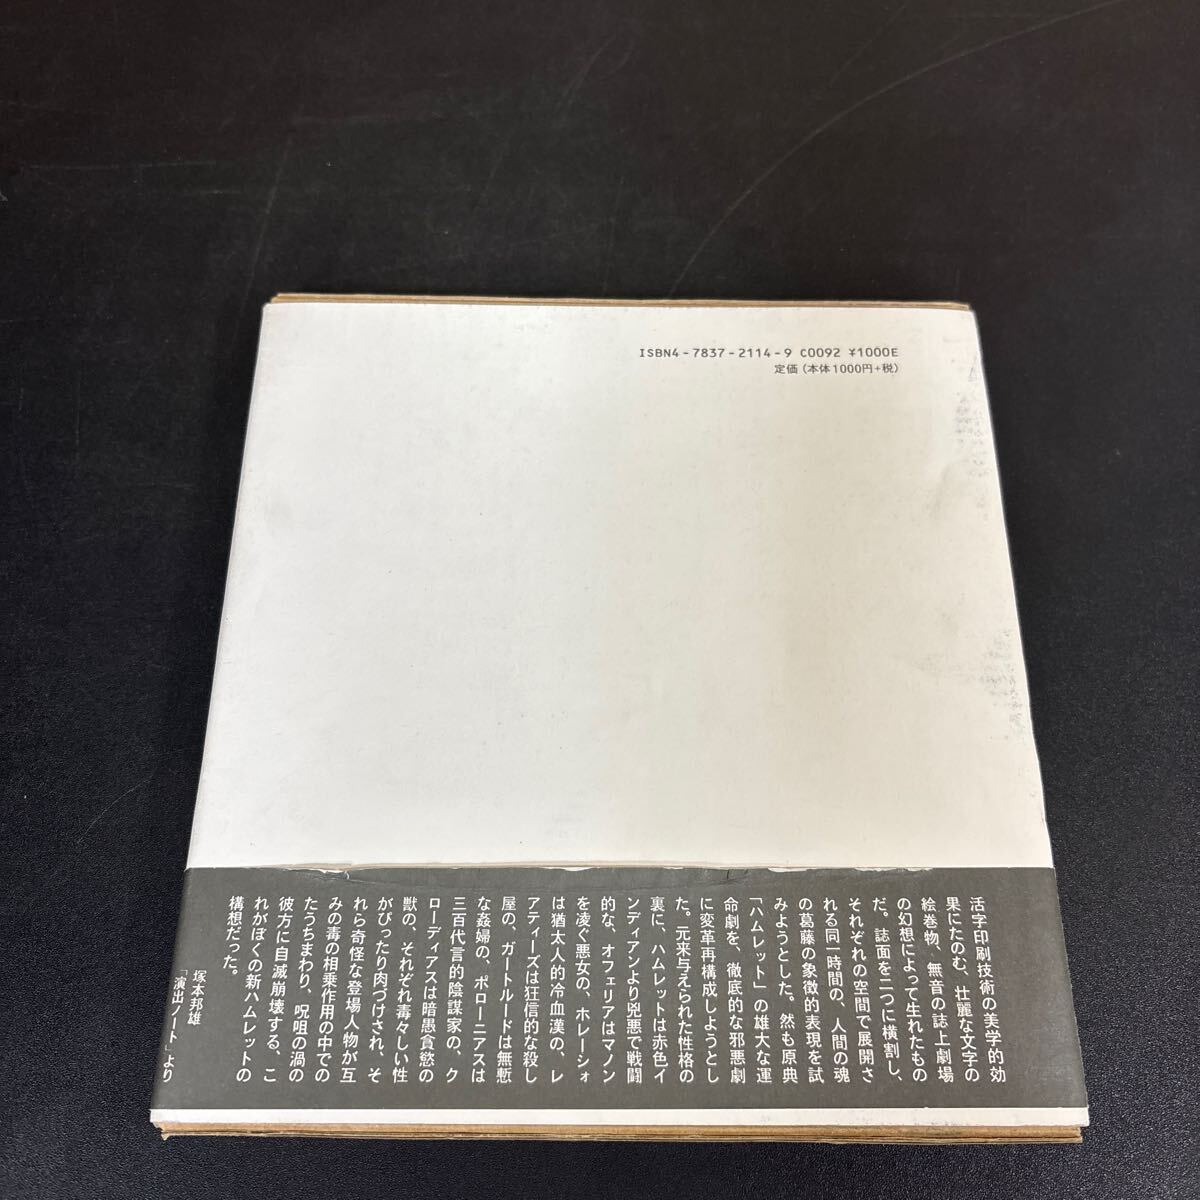 ISBN4-7837-2114-9 C0092 ¥1000E
定価(本体1000円+税)
活字印刷技術の美学的効
果にたのむ、壮麗な文字の
絵巻物、無音の誌上劇場
の幻想によって生れたもの
だ。誌面を二つに横割し、
それぞれの空間で展開さ
れる同一時間の、人間の魂
の葛藤の象徴的表現を試
みようとした。然も原典
「ハムレット」の雄大な運
命劇を、徹底的な邪悪劇
に変革再構成しようとし
た。元来与えられた性格の
裏に、ハムレットは赤色イ
ンディアンより兇悪で戦闘
的な、オフェリアはマノン
を凌ぐ悪女の、ホレーショ
は猶太人的冷血漢の、レ
アティーズは狂信的な殺し
屋の、ガートルードは無慙
な姦婦の、ポローニアスは
三百代言的陰謀家の、ク
ローディアスは暗愚貪慾の
獣の、それぞれ毒々しい性
がぴったり肉づけされ、そ
れら奇怪な登場人物が互
みの毒の相乗作用の中での
たうちまわり、呪咀の渦の
彼方に自滅崩壊する、こ
れがぼくの新ハムレットの
構想だった。
塚本邦雄
「演出ノート」より